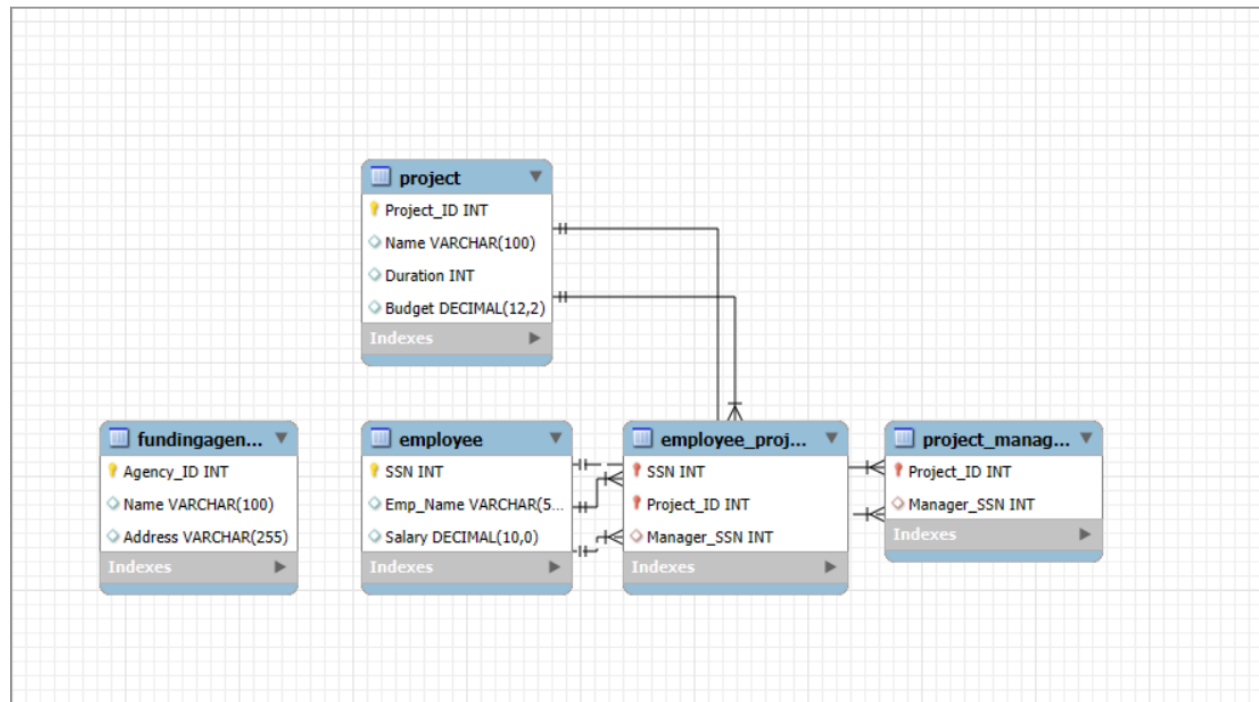 project
Project_ID INT
Name VARCHAR(100)
Duration INT
Budget DECIMAL(12,2)
Indexes
fundingagen...
Agency_ID INT
Name VARCHAR(100)
Address VARCHAR(255)
Indexes
employee
SSN INT
Emp_Name VARCHAR(5...
Salary DECIMAL(10,0)
Indexes
employee_proj...
SSN INT
Project_ID INT
Manager_SSN INT
Indexes
project_manag...
Project_ID INT
Manager_SSN INT
Indexes